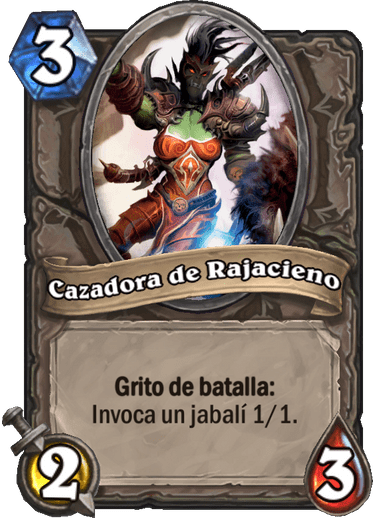 3
Cazadora de Rajacieno
Grito de batalla:
Invoca un jabalí 1/1.
2
3